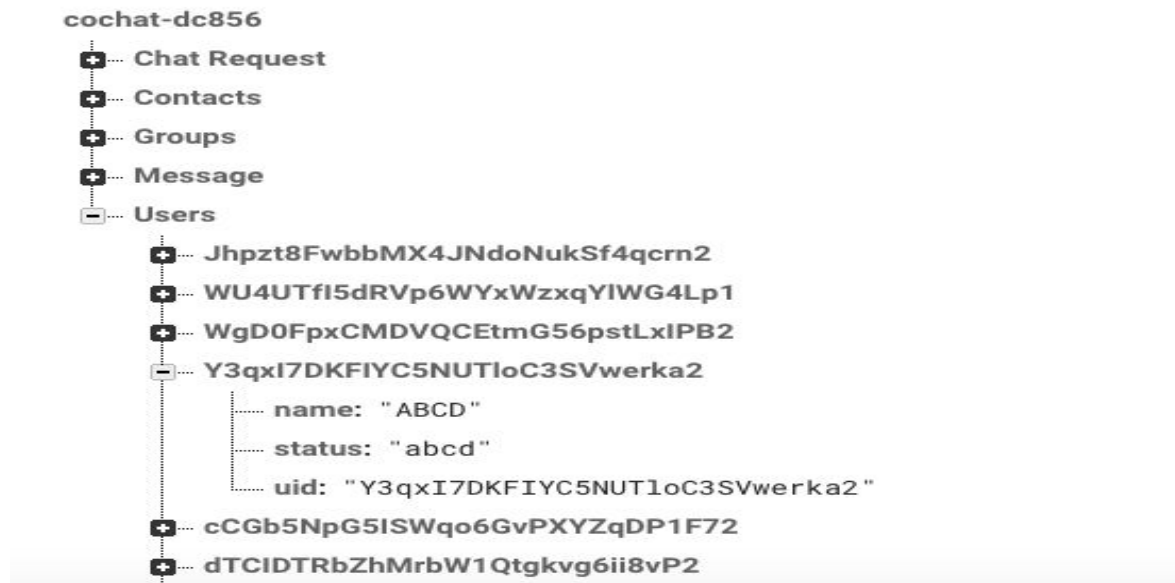 cochat-dc856
Chat Request
Contacts
Groups
Message
Users
Jhpzt8FwbbMX4JNdoNukSf4qcrn2
WU4UTfI5dRVp6WYxWzxqYlWG4Lp1
WgD0FpxCMDVQCEtmG56pstLxIPB2
Y3qxI7DKFIYC5NUTloC3SVwerka2
name: "ABCD"
status: "abcd"
uid: "Y3qxI7DKFIYC5NUTloC3SVwerka2"
cCGb5NpG5ISWqo6GvPXYZqDP1F72
dTCIDTRbZhMrbW1Qtgkvg6ii8vP2